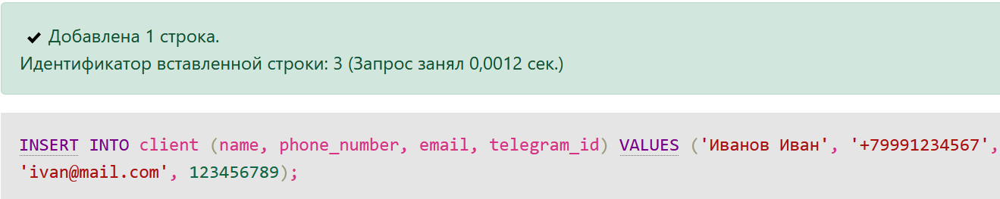 Добавлена 1 строка.
Идентификатор вставленной строки: 3 (Запрос занял 0,0012 сек.)
INSERT INTO client (name, phone_number, email, telegram_id) VALUES ('Иванов Иван', '+79991234567',
'ivan@mail.com', 123456789);